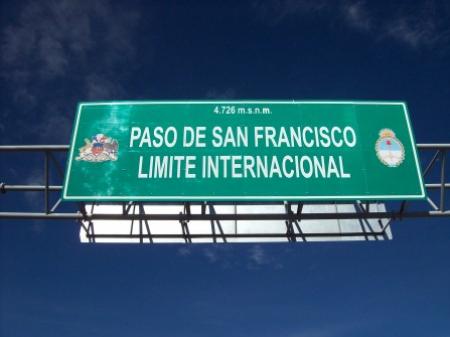 4.726 m.s.n.m.
PASO DE SAN FRANCISCO
LIMITE INTERNACIONAL